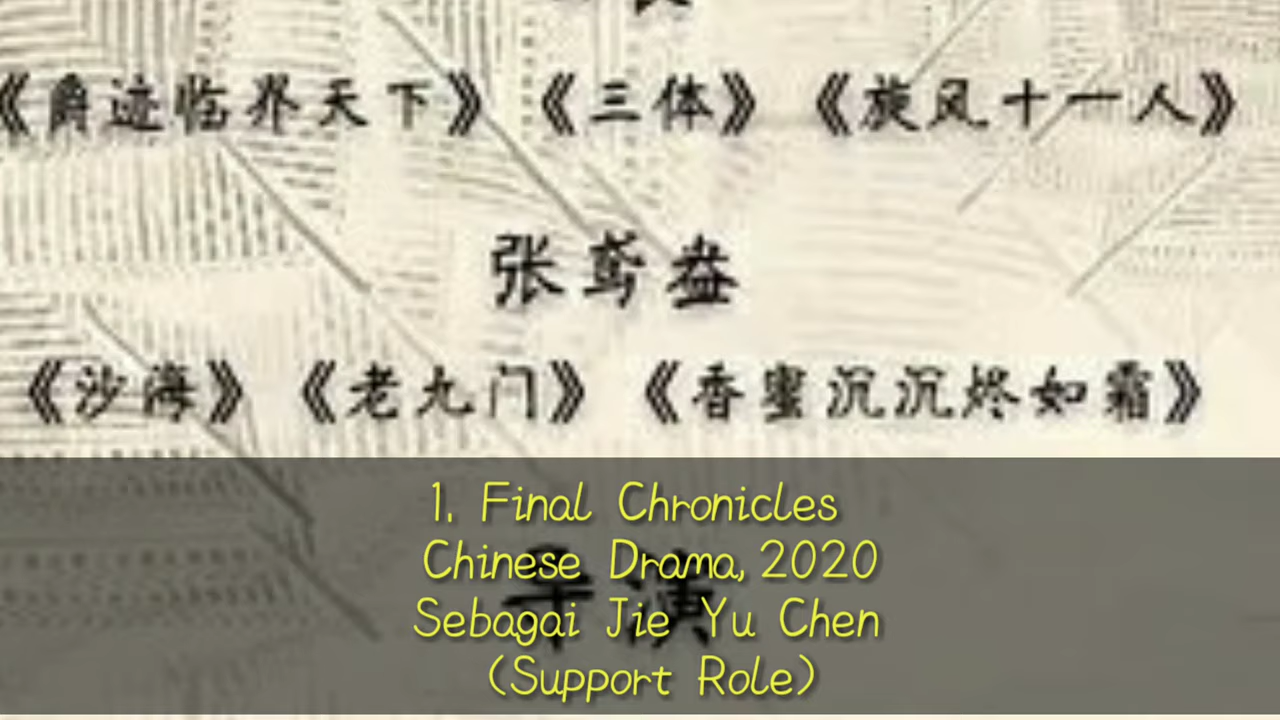 《爵迹临界天下》 《三体》 《旋风十一人》
张鸢盎
《沙海》 《老九门》 《香蜜沉沉烬如霜》
1. Final Chronicles
Chinese Drama, 2020
Sebagai Jie Yu Chen
(Support Role)